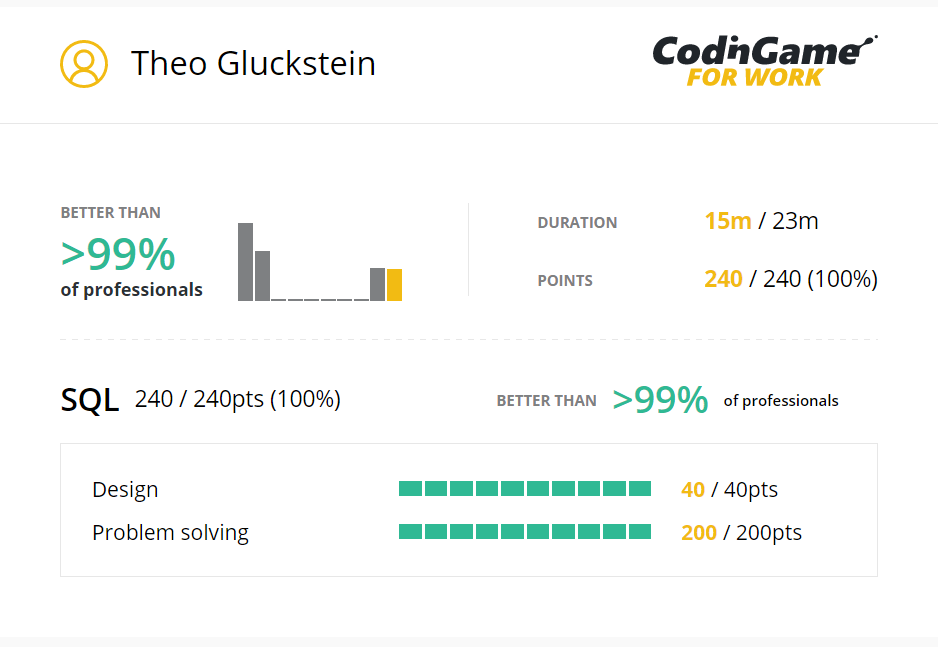 Theo Gluckstein
CodinGame
FOR WORK
BETTER THAN
>99%
of professionals
DURATION 15m / 23m
POINTS 240 / 240 (100%)
SQL 240 / 240pts (100%) BETTER THAN >99% of professionals
Design 40 / 40pts
Problem solving 200 / 200pts